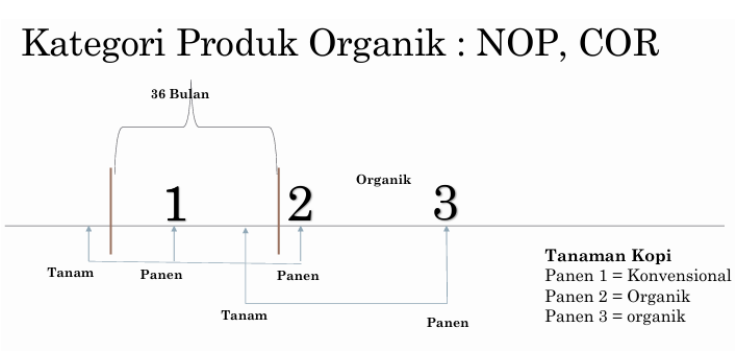 Kategori Produk Organik : NOP, COR
36 Bulan
Organik
1
2
3
Tanam
Panen
Panen
Tanam
Panen
Tanaman Kopi
Panen 1 = Konvensional
Panen 2 = Organik
Panen 3 = organik